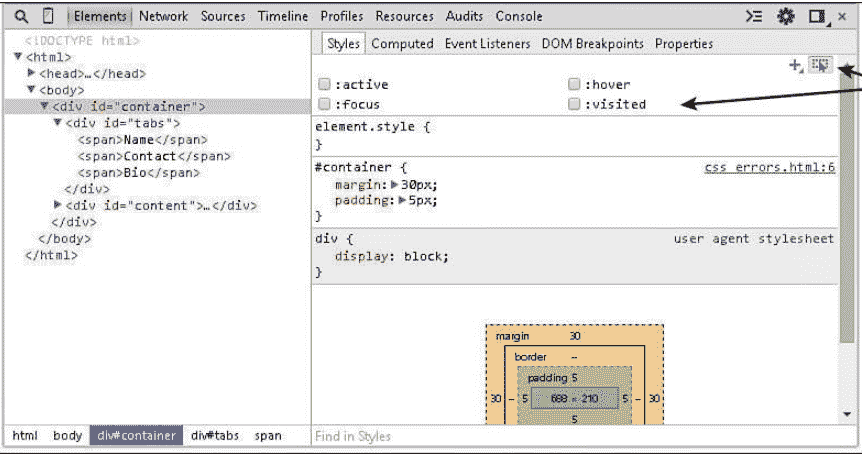 Elements Network Sources Timeline Profiles Resources Audits Console
<!DOCTYPE html>
<html>
<head>…</head>
<body>
<div id="container">
<div id="tabs">
<span>Name</span>
<span>Contact</span>
<span>Bio</span>
</div>
<div id="content">…</div>
</div>
</body>
</html>
html body div#container div#tabs span
Styles Computed Event Listeners DOM Breakpoints Properties
:active :hover
:focus :visited
element.style {
}
#container { css errors.html:6
margin: 30px;
padding: 5px;
}
div { user agent stylesheet
display: block;
}
margin 30
border –
padding 5
30 – 5 688 × 210 5 – 30
5
Find in Styles